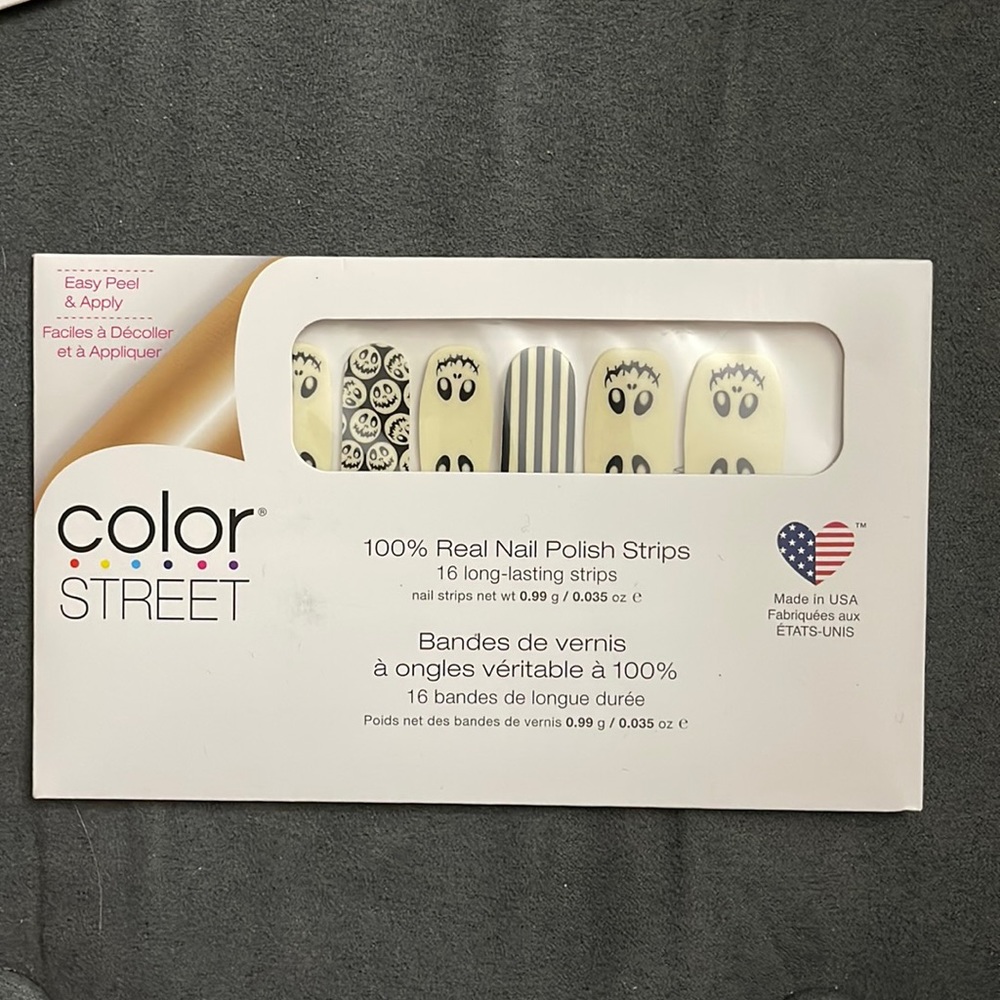 Easy Peel
& Apply
Faciles à Décoller
et à Appliquer
color®
STREET
100% Real Nail Polish Strips
16 long-lasting strips
nail strips net wt 0.99 g / 0.035 oz ℮
Bandes de vernis
à ongles véritable à 100%
16 bandes de longue durée
Poids net des bandes de vernis 0.99 g / 0.035 oz ℮
™
Made in USA
Fabriquées aux
ÉTATS-UNIS